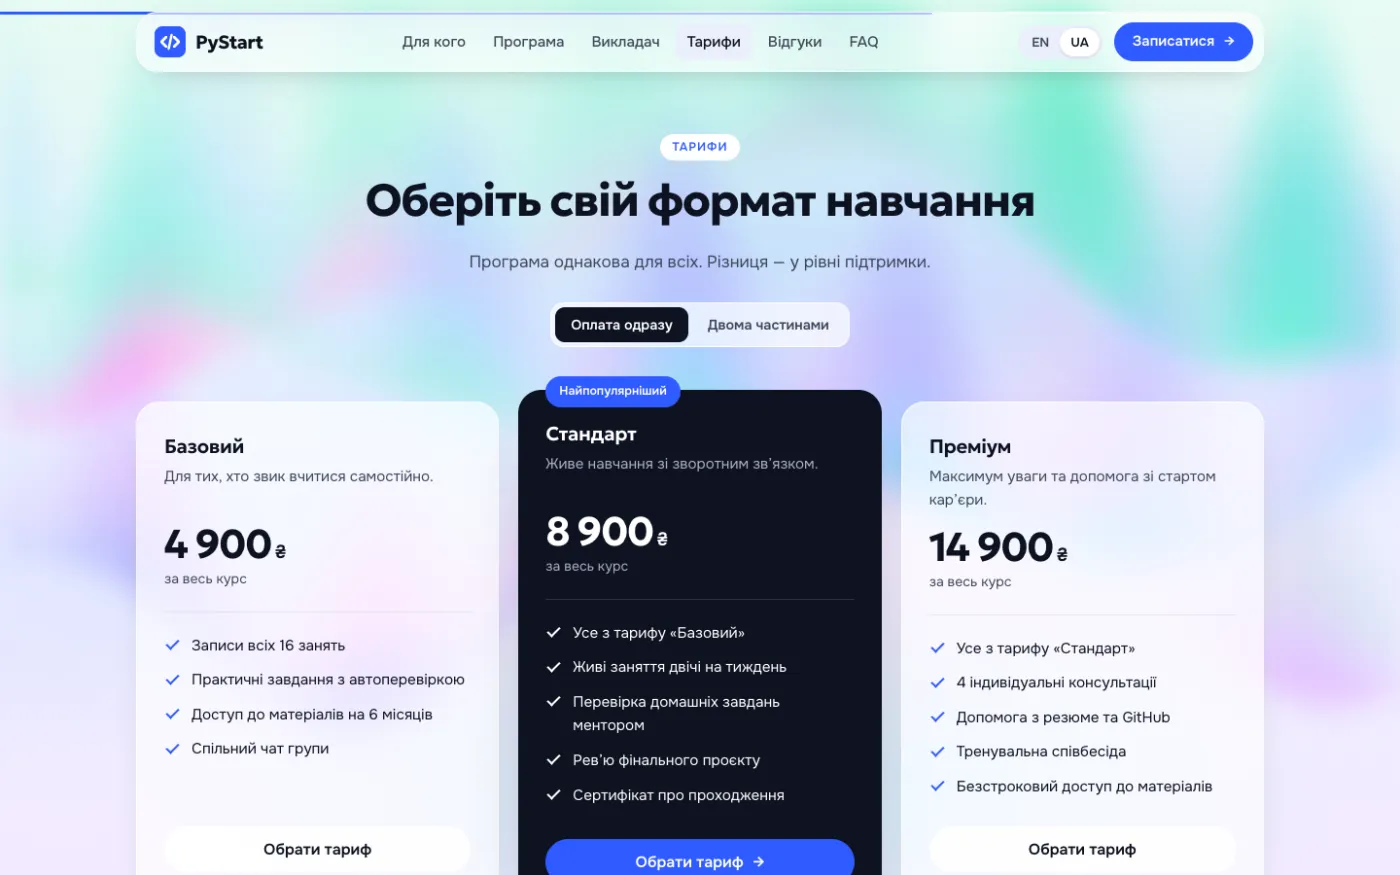 PyStart
Для кого
Програма
Викладач
Тарифи
Відгуки
FAQ
EN
UA
Записатися →
ТАРИФИ
Оберіть свій формат навчання
Програма однакова для всіх. Різниця — у рівні підтримки.
Оплата одразу
Двома частинами
Базовий
Для тих, хто звик вчитися самостійно.
4 900 ₴
за весь курс
Записи всіх 16 занять
Практичні завдання з автоперевіркою
Доступ до матеріалів на 6 місяців
Спільний чат групи
Обрати тариф
Найпопулярніший
Стандарт
Живе навчання зі зворотним зв’язком.
8 900 ₴
за весь курс
Усе з тарифу «Базовий»
Живі заняття двічі на тиждень
Перевірка домашніх завдань
ментором
Рев’ю фінального проєкту
Сертифікат про проходження
Обрати тариф →
Преміум
Максимум уваги та допомога зі стартом
кар’єри.
14 900 ₴
за весь курс
Усе з тарифу «Стандарт»
4 індивідуальні консультації
Допомога з резюме та GitHub
Тренувальна співбесіда
Безстроковий доступ до матеріалів
Обрати тариф